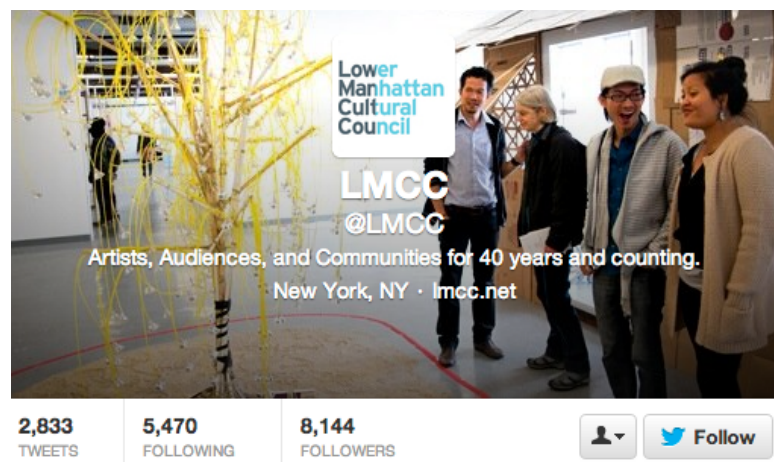 Lower
Manhattan
Cultural
Council
LMCC
@LMCC
Artists, Audiences, and Communities for 40 years and counting.
New York, NY · lmcc.net
2,833
TWEETS
5,470
FOLLOWING
8,144
FOLLOWERS
Follow